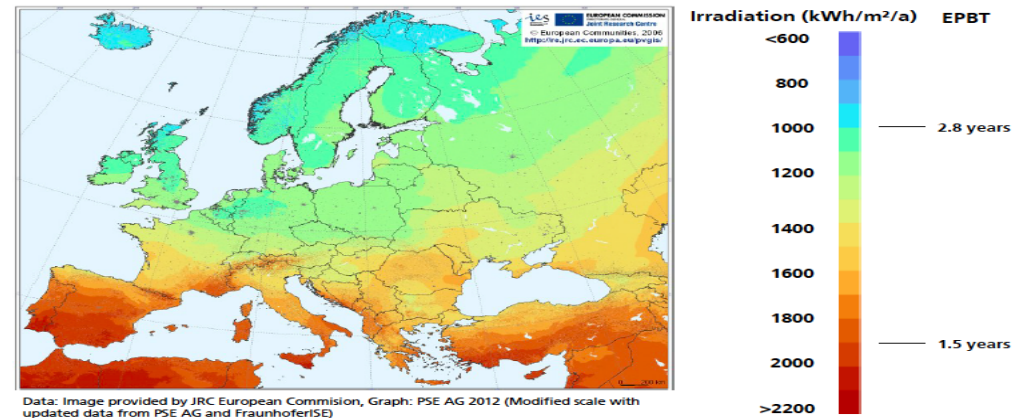 ies EUROPEAN COMMISSION
Joint Research Centre
© European Communities, 2006
http://re.jrc.ec.europa.eu/pvgis/
Irradiation (kWh/m²/a) EPBT
<600
800
1000 2.8 years
1200
1400
1600
1800
1.5 years
2000
>2200
Data: Image provided by JRC European Commision, Graph: PSE AG 2012 (Modified scale with
updated data from PSE AG and FraunhoferISE)